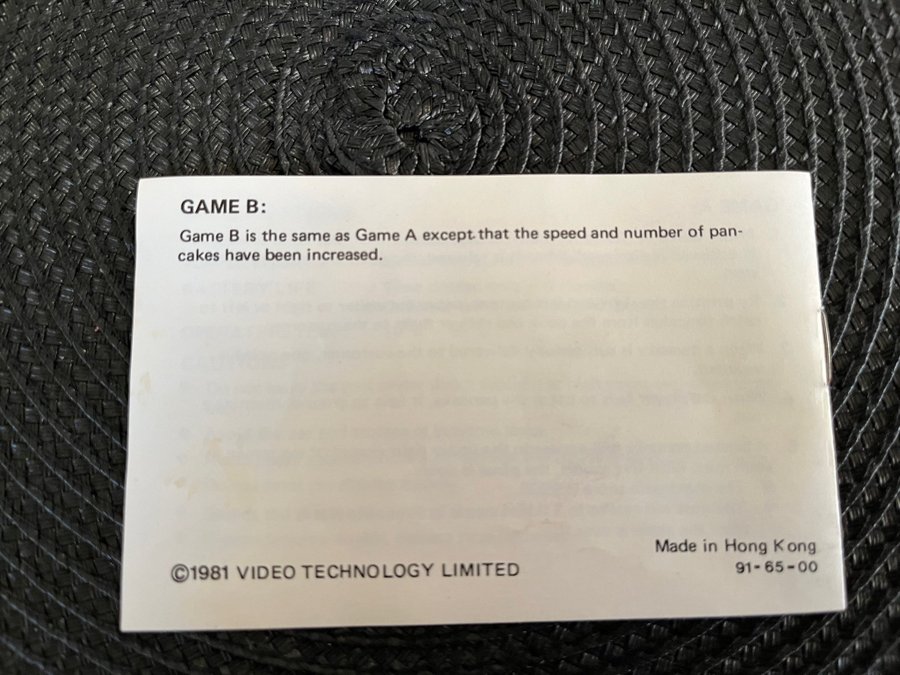 GAME B:
Game B is the same as Game A except that the speed and number of pan-
cakes have been increased.
©1981 VIDEO TECHNOLOGY LIMITED
Made in Hong Kong
91-65-00